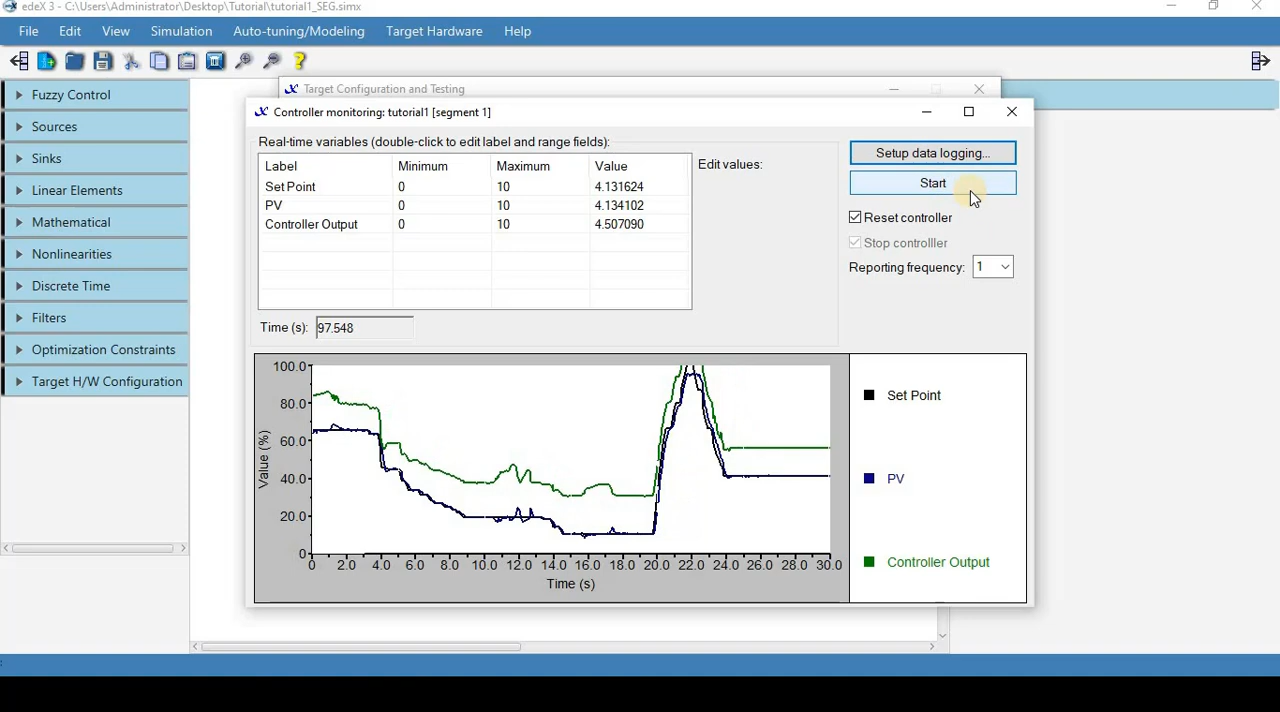 edeX 3 - C:\Users\Administrator\Desktop\Tutorial\tutorial1_SEG.simx
File Edit View Simulation Auto-tuning/Modeling Target Hardware Help
Fuzzy Control
Sources
Sinks
Linear Elements
Mathematical
Nonlinearities
Discrete Time
Filters
Optimization Constraints
Target H/W Configuration
Target Configuration and Testing
Controller monitoring: tutorial1 [segment 1]
Real-time variables (double-click to edit label and range fields):
Label Minimum Maximum Value
Set Point 0 10 4.131624
PV 0 10 4.134102
Controller Output 0 10 4.507090
Edit values:
Setup data logging...
Start
Reset controller
Stop controlller
Reporting frequency: 1
Time (s): 97.548
Value (%)
100.0
80.0
60.0
40.0
20.0
0
0 2.0 4.0 6.0 8.0 10.0 12.0 14.0 16.0 18.0 20.0 22.0 24.0 26.0 28.0 30.0
Time (s)
Set Point
PV
Controller Output